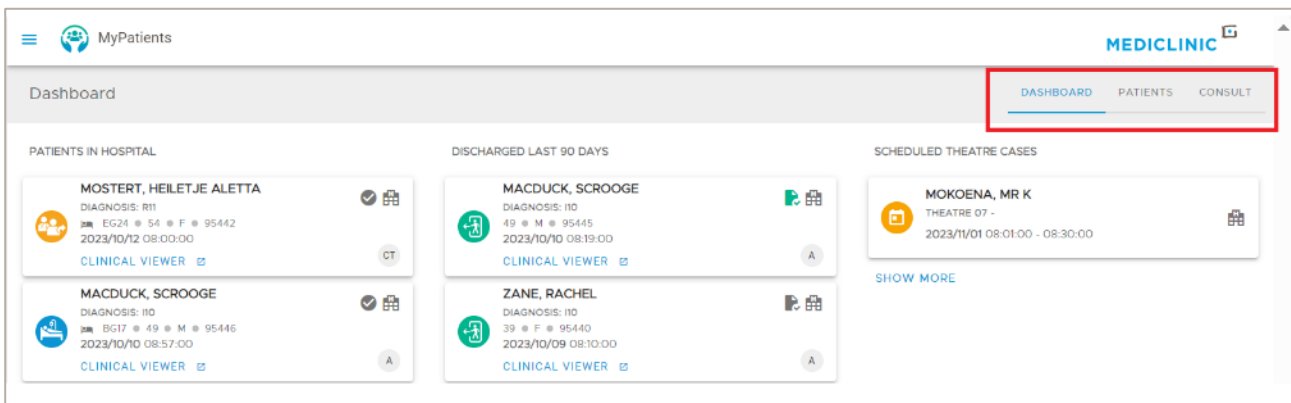 MyPatients
MEDICLINIC
Dashboard
DASHBOARD PATIENTS CONSULT
PATIENTS IN HOSPITAL
MOSTERT, HEILETJE ALETTA
DIAGNOSIS: R11
EG24 54 F 95442
2023/10/12 08:00:00
CT
CLINICAL VIEWER
MACDUCK, SCROOGE
DIAGNOSIS: I10
BG17 49 M 95446
2023/10/10 08:57:00
A
CLINICAL VIEWER
DISCHARGED LAST 90 DAYS
MACDUCK, SCROOGE
DIAGNOSIS: I10
49 M 95445
2023/10/10 08:19:00
A
CLINICAL VIEWER
ZANE, RACHEL
DIAGNOSIS: I10
39 F 95440
2023/10/09 08:10:00
A
CLINICAL VIEWER
SCHEDULED THEATRE CASES
MOKOENA, MR K
THEATRE 07 -
2023/11/01 08:01:00 - 08:30:00
SHOW MORE